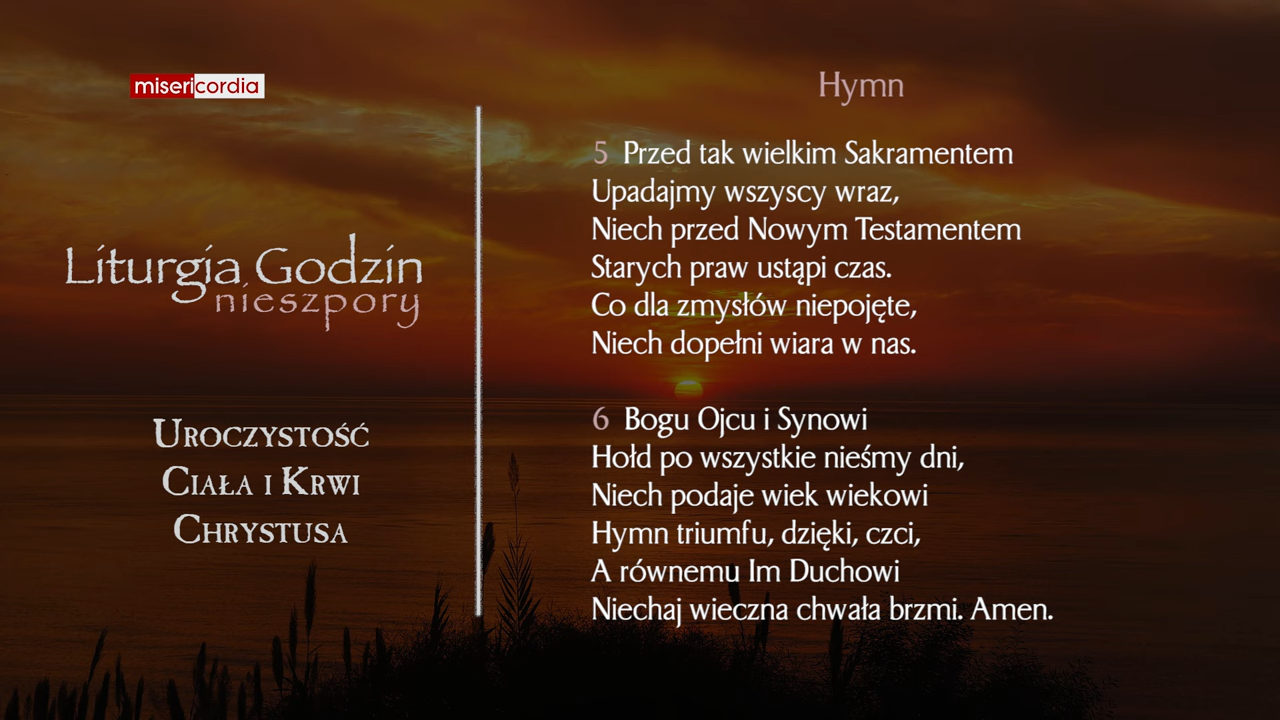 misericordia
Liturgia Godzin
nieszpory
Uroczystość
Ciała i Krwi
Chrystusa
Hymn
5 Przed tak wielkim Sakramentem
Upadajmy wszyscy wraz,
Niech przed Nowym Testamentem
Starych praw ustąpi czas.
Co dla zmysłów niepojęte,
Niech dopełni wiara w nas.
6 Bogu Ojcu i Synowi
Hołd po wszystkie nieśmy dni,
Niech podaje wiek wiekowi
Hymn triumfu, dzięki, czci,
A równemu Im Duchowi
Niechaj wieczna chwała brzmi. Amen.